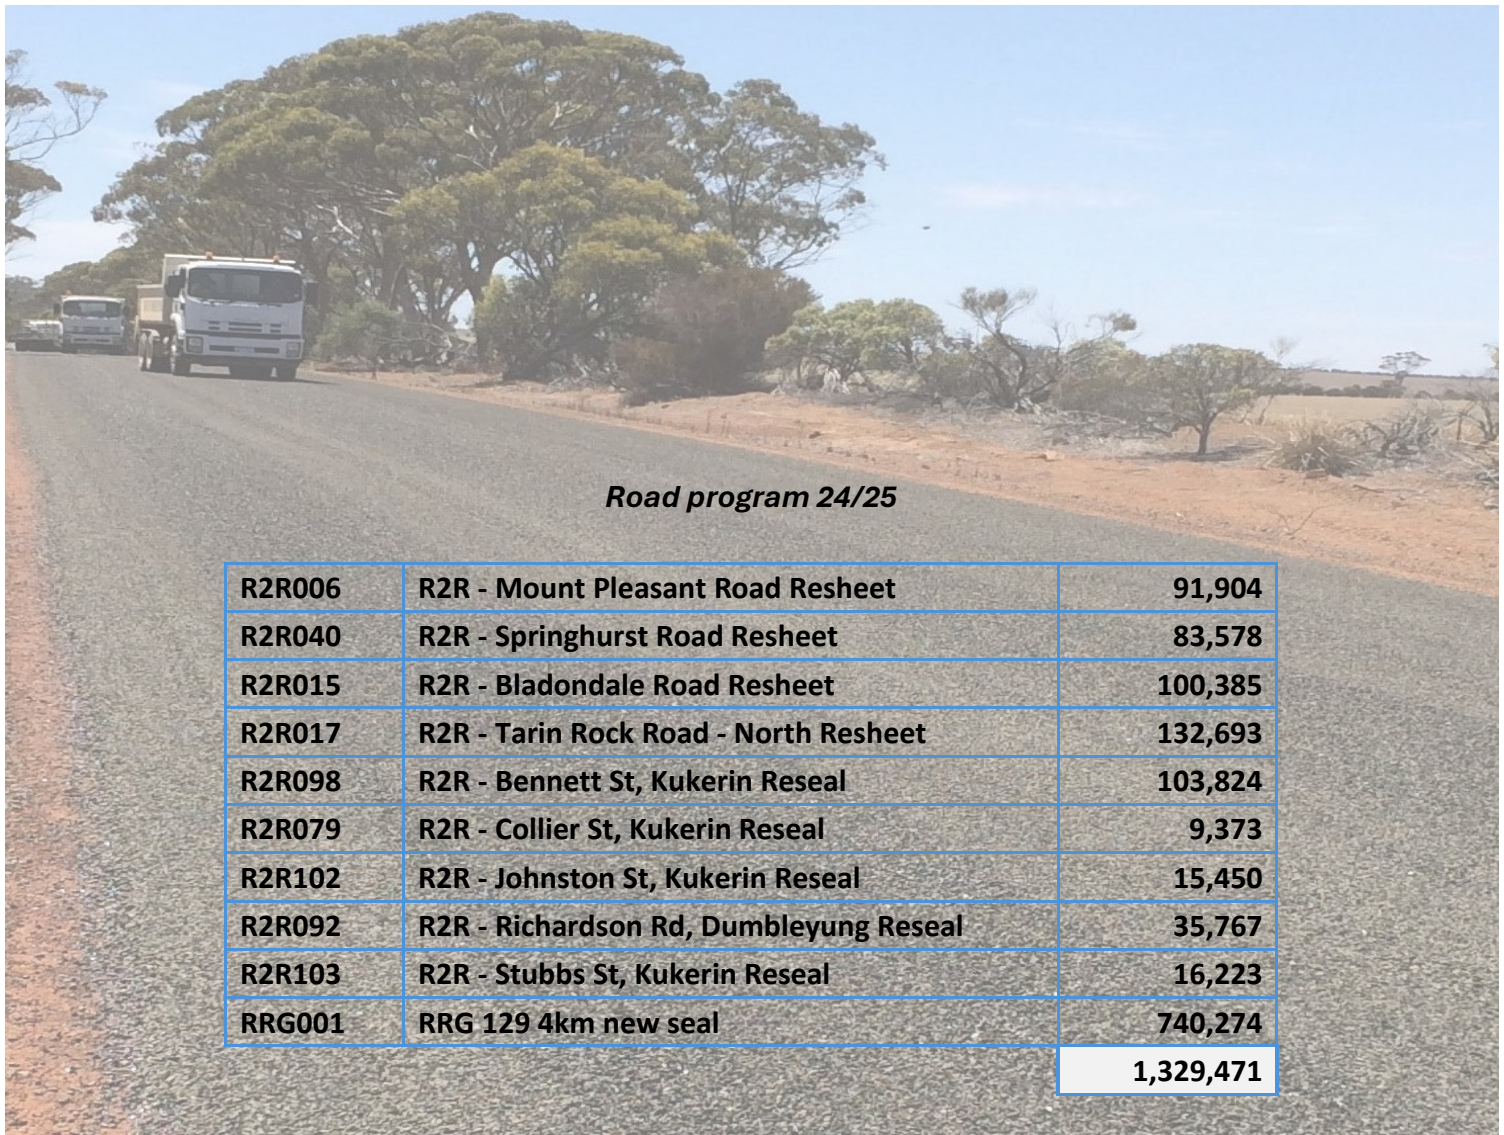 Road program 24/25
R2R006 R2R - Mount Pleasant Road Resheet 91,904
R2R040 R2R - Springhurst Road Resheet 83,578
R2R015 R2R - Bladondale Road Resheet 100,385
R2R017 R2R - Tarin Rock Road - North Resheet 132,693
R2R098 R2R - Bennett St, Kukerin Reseal 103,824
R2R079 R2R - Collier St, Kukerin Reseal 9,373
R2R102 R2R - Johnston St, Kukerin Reseal 15,450
R2R092 R2R - Richardson Rd, Dumbleyung Reseal 35,767
R2R103 R2R - Stubbs St, Kukerin Reseal 16,223
RRG001 RRG 129 4km new seal 740,274
1,329,471